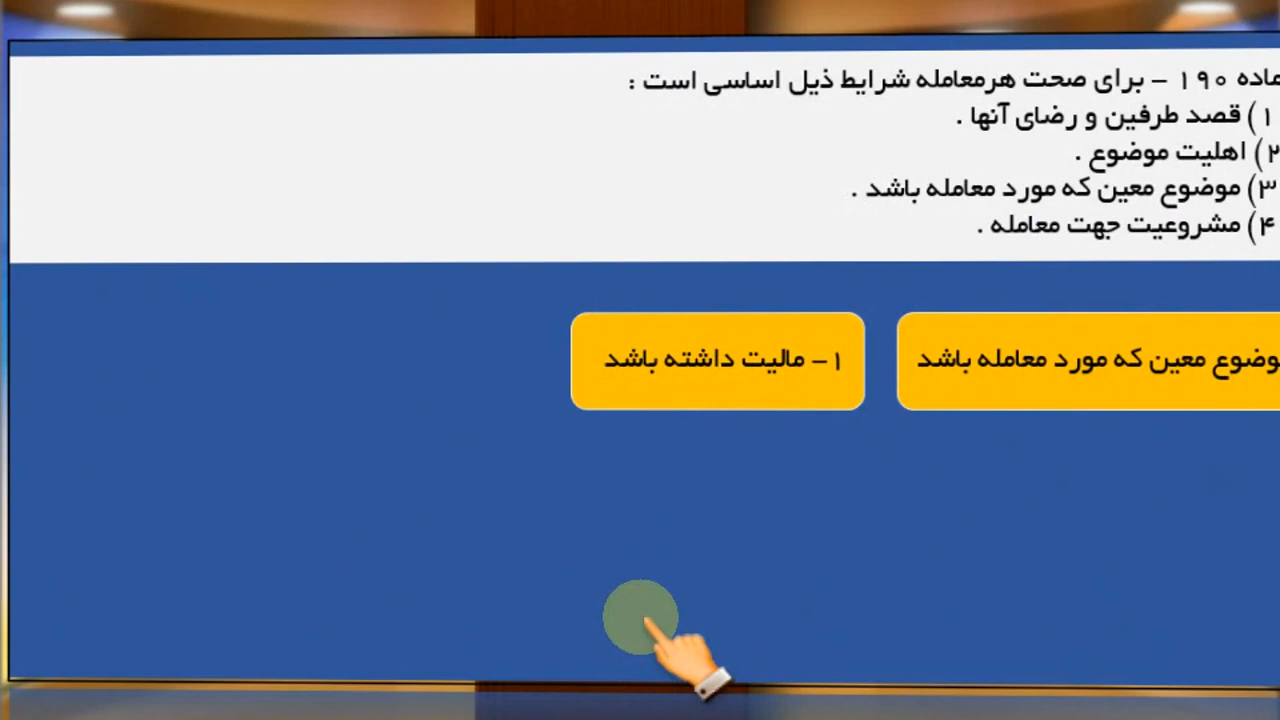 ماده ۱۹۰ - برای صحت هرمعامله شرایط ذیل اساسی است :
۱) قصد طرفین و رضای آنها .
۲) اهلیت موضوع .
۳) موضوع معین که مورد معامله باشد .
۴) مشروعیت جهت معامله .
موضوع معین که مورد معامله باشد
۱- مالیت داشته باشد